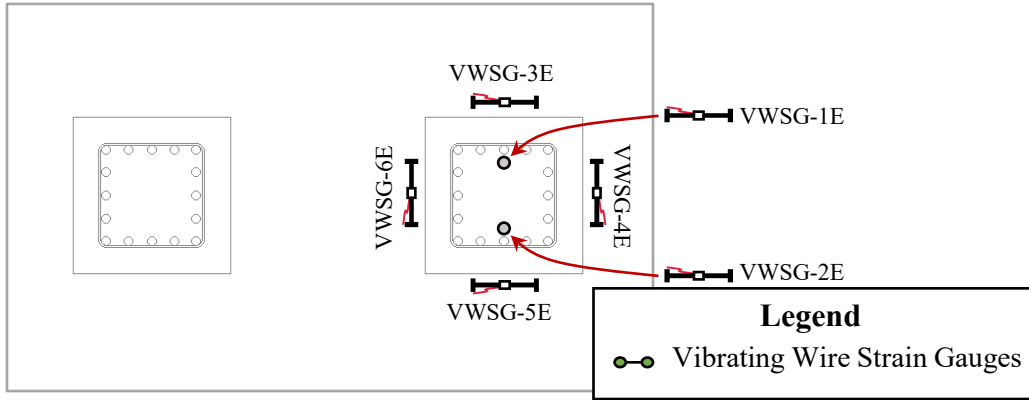 VWSG-3E
VWSG-1E
VWSG-6E
VWSG-4E
VWSG-2E
VWSG-5E
Legend
Vibrating Wire Strain Gauges